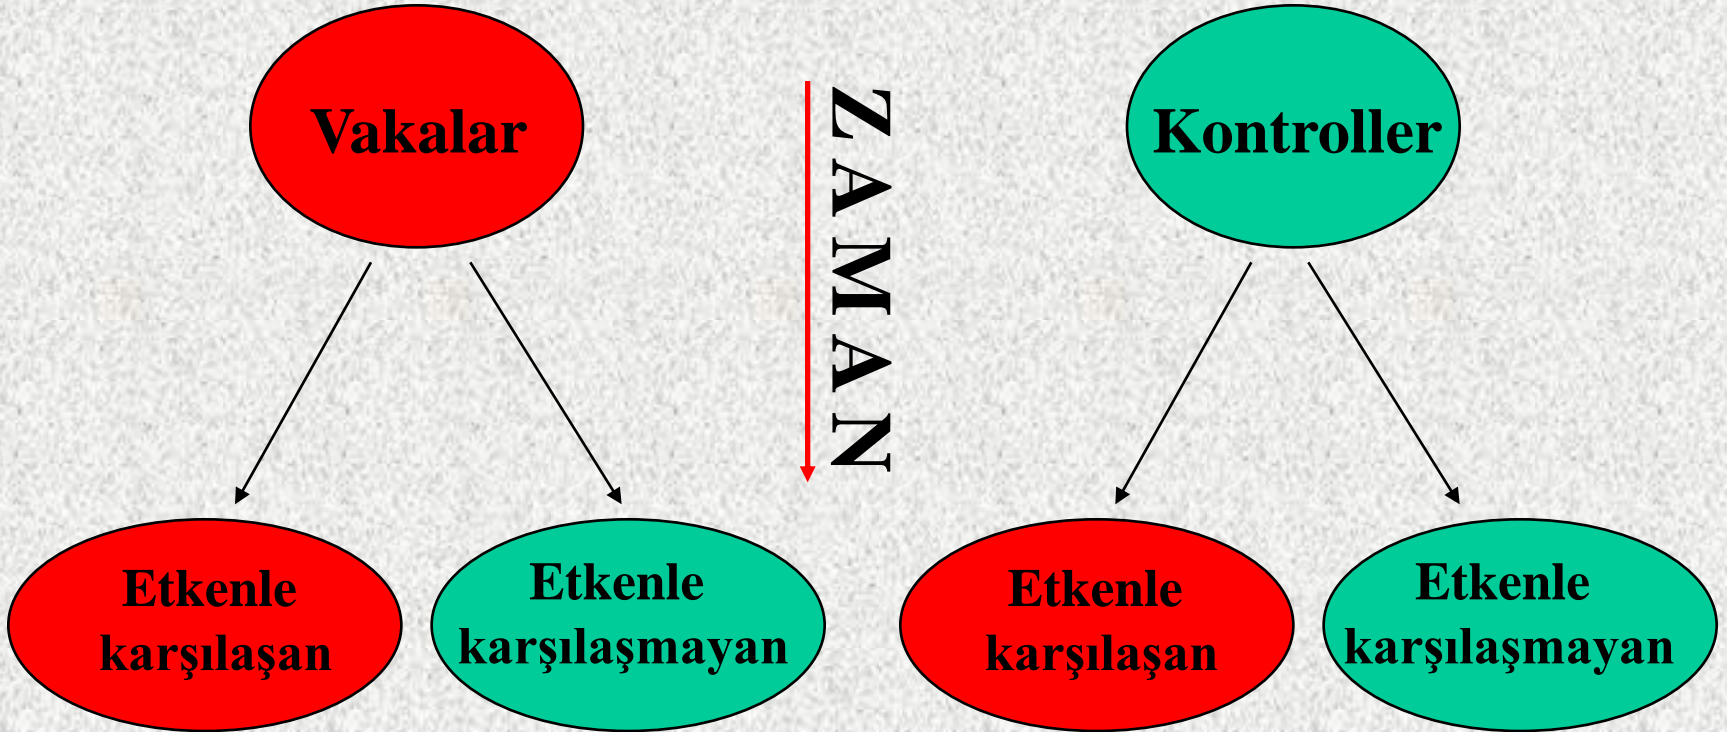 Vakalar
Kontroller
ZAMAN
Etkenle
karşılaşan
Etkenle
karşılaşmayan
Etkenle
karşılaşan
Etkenle
karşılaşmayan